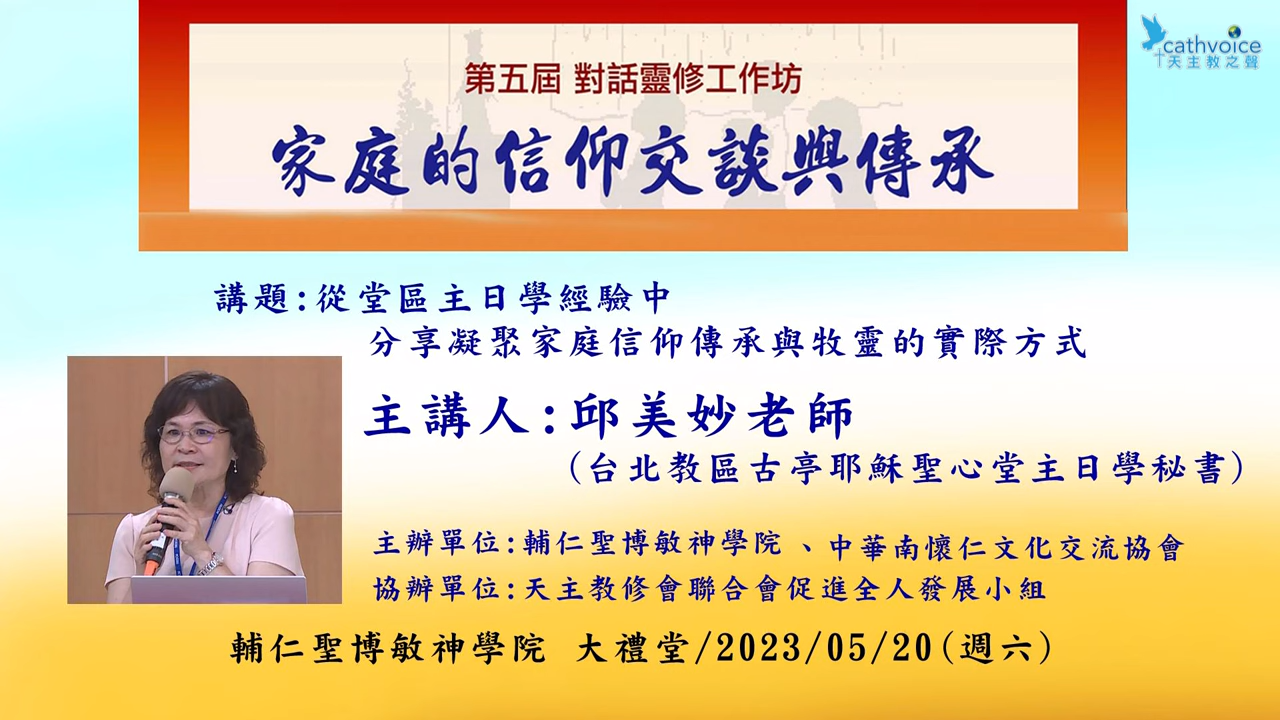 cathvoice
天主教之聲
第五屆 對話靈修工作坊
家庭的信仰交談與傳承
講題:從堂區主日學經驗中
分享凝聚家庭信仰傳承與牧靈的實際方式
主講人:邱美妙老師
(台北教區古亭耶穌聖心堂主日學秘書)
主辦單位:輔仁聖博敏神學院、中華南懷仁文化交流協會
協辦單位:天主教修會聯合會促進全人發展小組
輔仁聖博敏神學院 大禮堂/2023/05/20(週六)